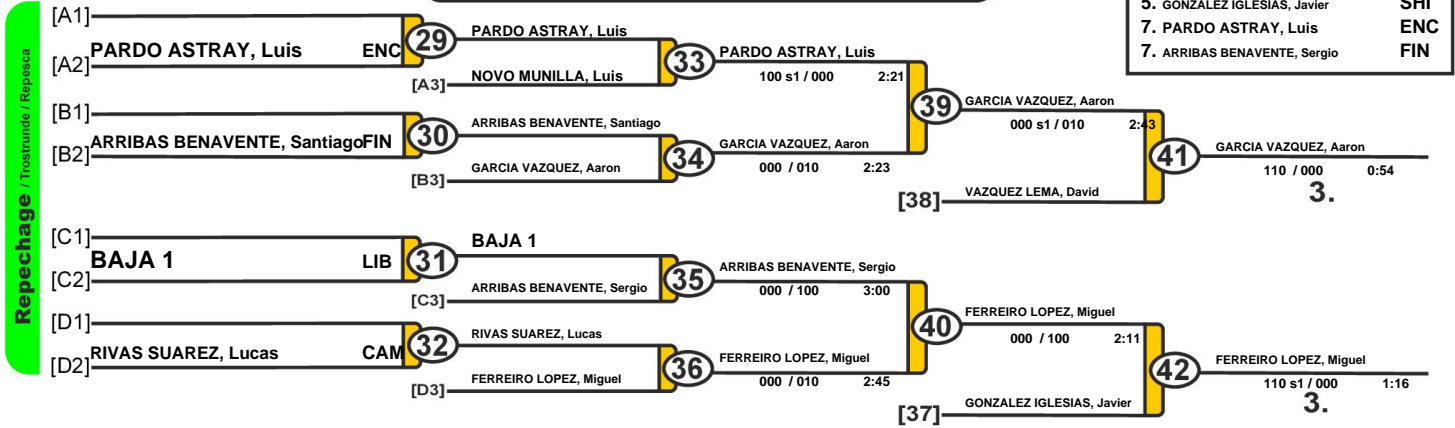 5. GONZALEZ IGLESIAS, Javier SHI
7. PARDO ASTRAY, Luis ENC
7. ARRIBAS BENAVENTE, Sergio FIN
Repechage / Trostrunde / Repesca
[A1]
PARDO ASTRAY, Luis ENC
[A2]
29
PARDO ASTRAY, Luis
[A3]
NOVO MUNILLA, Luis
33
PARDO ASTRAY, Luis
100 s1 / 000 2:21
[B1]
ARRIBAS BENAVENTE, Santiago FIN
[B2]
30
ARRIBAS BENAVENTE, Santiago
[B3]
GARCIA VAZQUEZ, Aaron
34
GARCIA VAZQUEZ, Aaron
000 / 010 2:23
39
GARCIA VAZQUEZ, Aaron
000 s1 / 010 2:43
[38]
VAZQUEZ LEMA, David
41
GARCIA VAZQUEZ, Aaron
110 / 000 0:54
3.
[C1]
BAJA 1 LIB
[C2]
31
BAJA 1
[C3]
ARRIBAS BENAVENTE, Sergio
35
ARRIBAS BENAVENTE, Sergio
000 / 100 3:00
[D1]
RIVAS SUAREZ, Lucas CAM
[D2]
32
RIVAS SUAREZ, Lucas
[D3]
FERREIRO LOPEZ, Miguel
36
FERREIRO LOPEZ, Miguel
000 / 010 2:45
40
FERREIRO LOPEZ, Miguel
000 / 100 2:11
[37]
GONZALEZ IGLESIAS, Javier
42
FERREIRO LOPEZ, Miguel
110 s1 / 000 1:16
3.